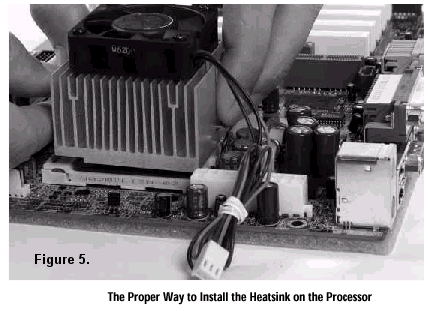 Figure 5.
The Proper Way to Install the Heatsink on the Processor